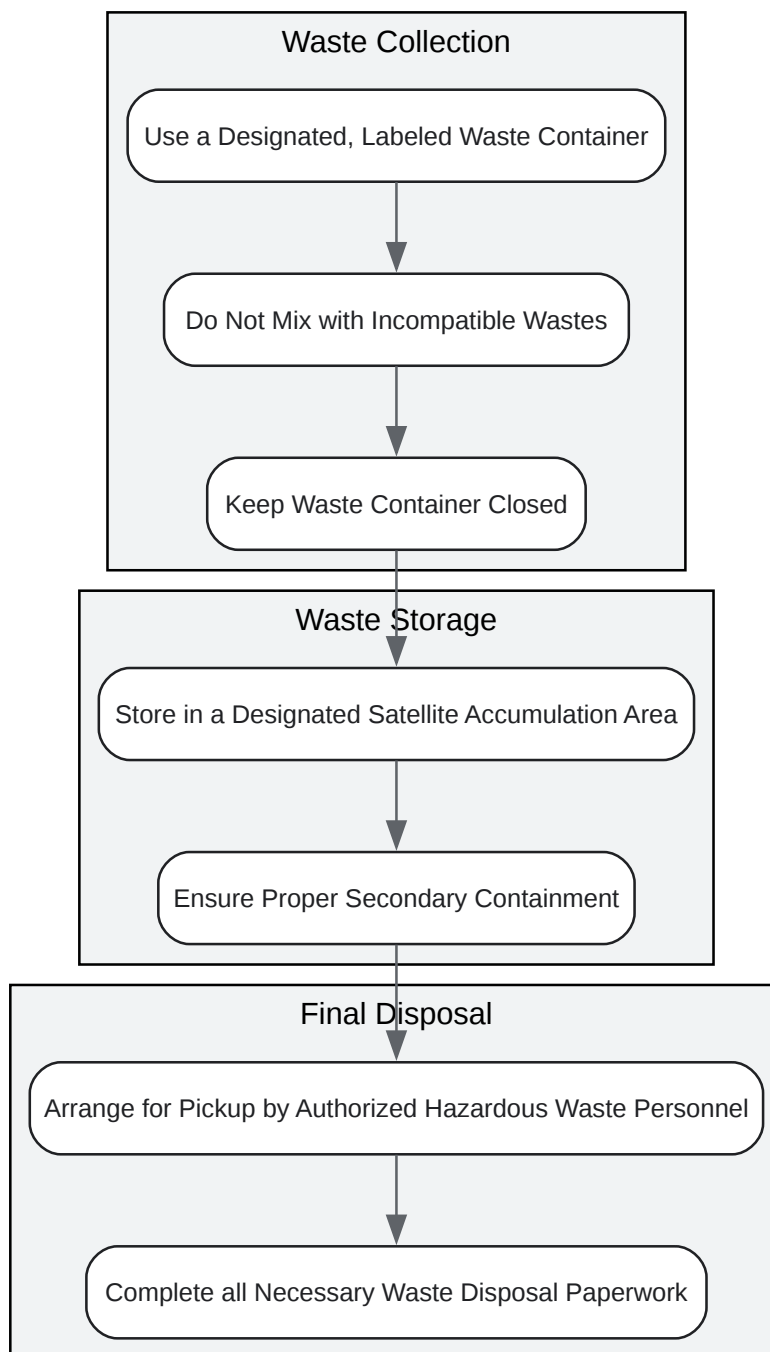 Waste Collection
Use a Designated, Labeled Waste Container
Do Not Mix with Incompatible Wastes
Keep Waste Container Closed
Waste Storage
Store in a Designated Satellite Accumulation Area
Ensure Proper Secondary Containment
Final Disposal
Arrange for Pickup by Authorized Hazardous Waste Personnel
Complete all Necessary Waste Disposal Paperwork